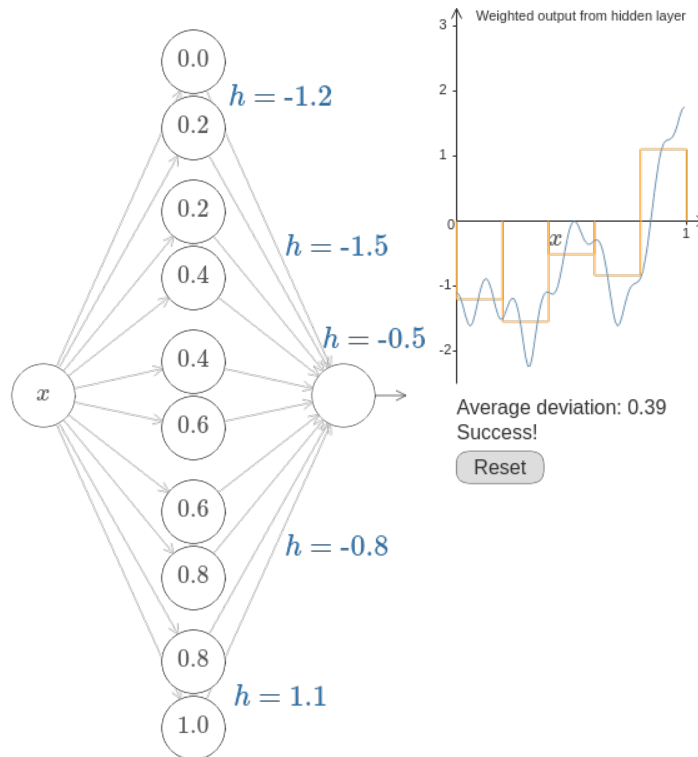 0.0
h = -1.2
0.2
0.2
h = -1.5
0.4
h = -0.5
0.4
x
0.6
0.6
h = -0.8
0.8
0.8
h = 1.1
1.0
Weighted output from hidden layer
3
2
1
0
x
1
-1
-2
Average deviation: 0.39
Success!
Reset